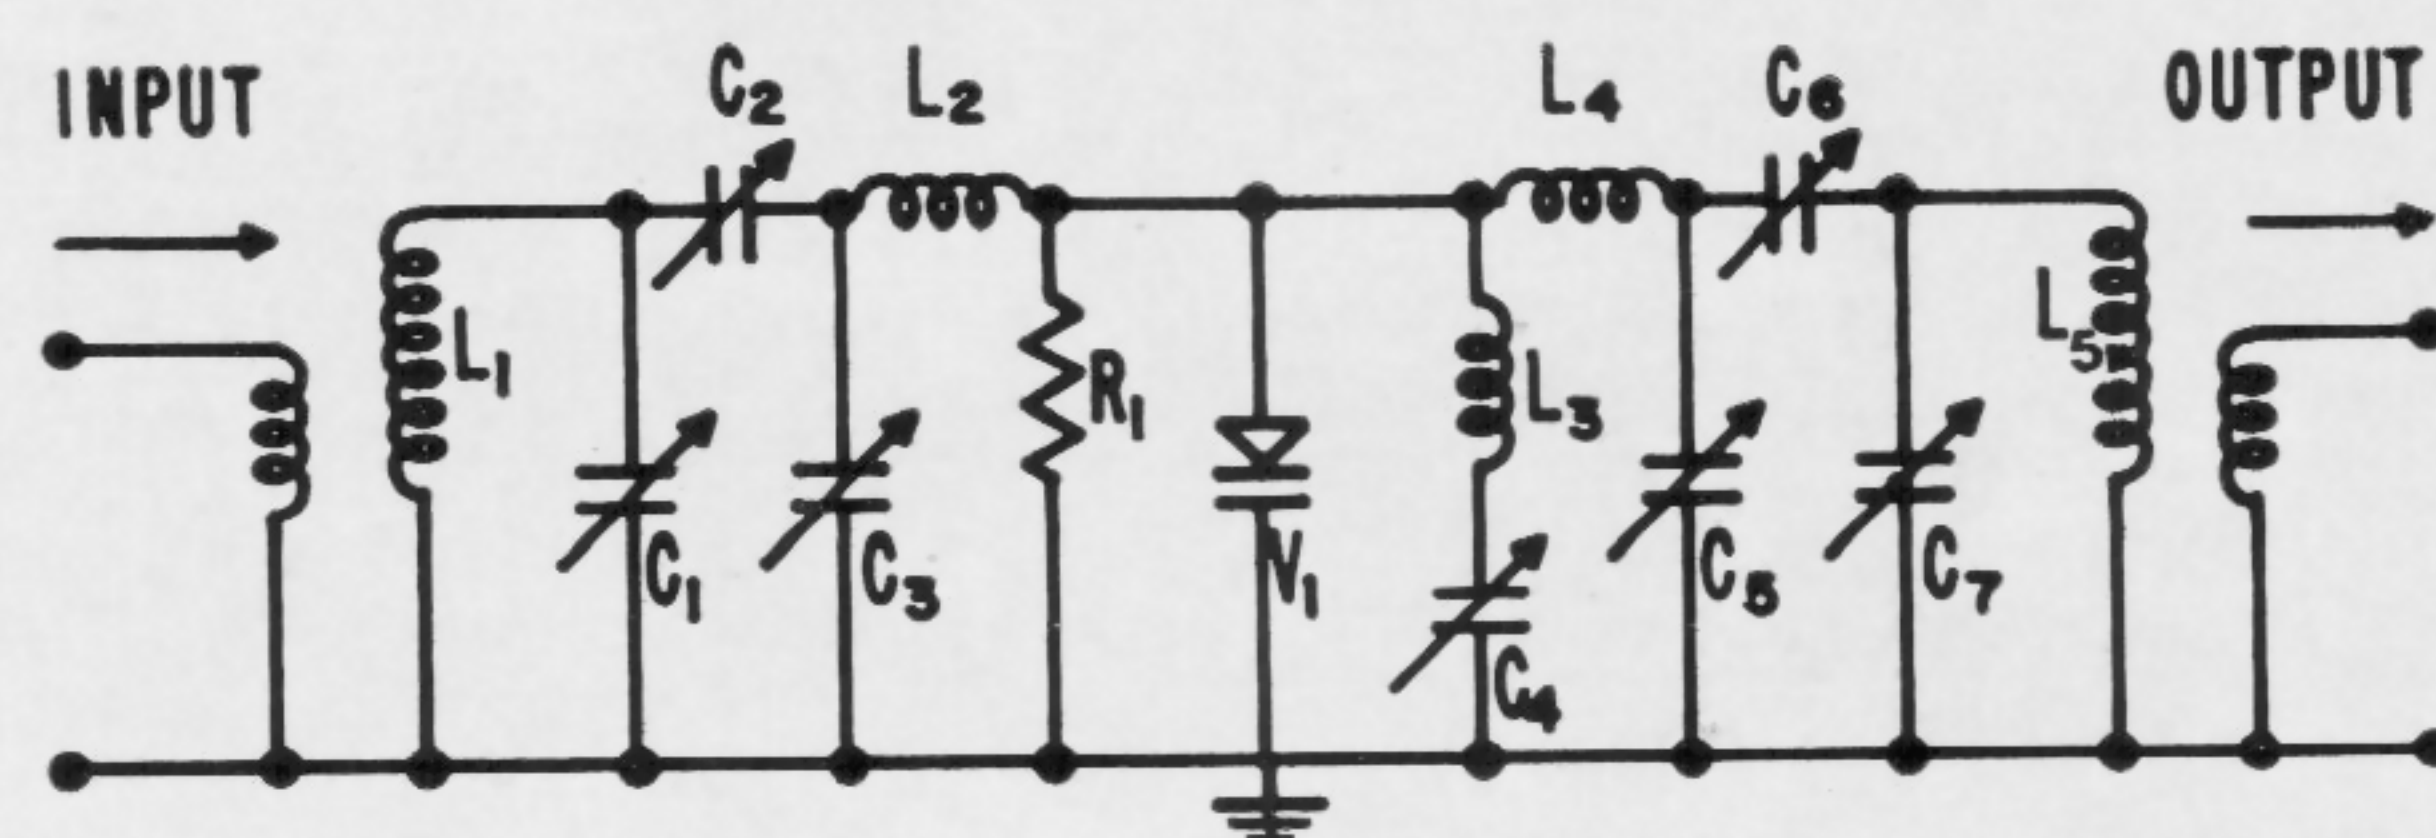 INPUT C2 L2 L4 C6 OUTPUT
L1 R1 L3 L5
C1 C3 V1 C5 C7
C4